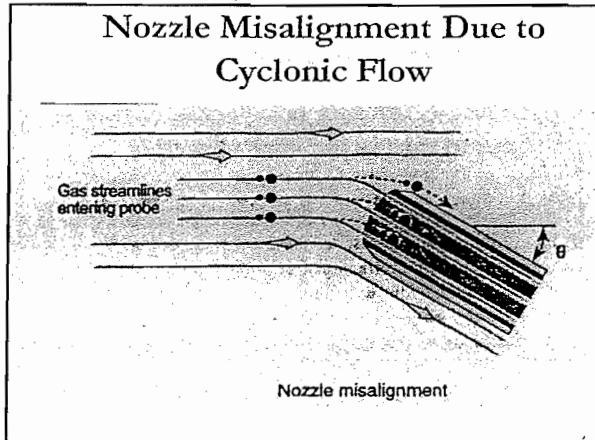 Nozzle Misalignment Due to
Cyclonic Flow
Gas streamlines
entering probe
θ
Nozzle misalignment